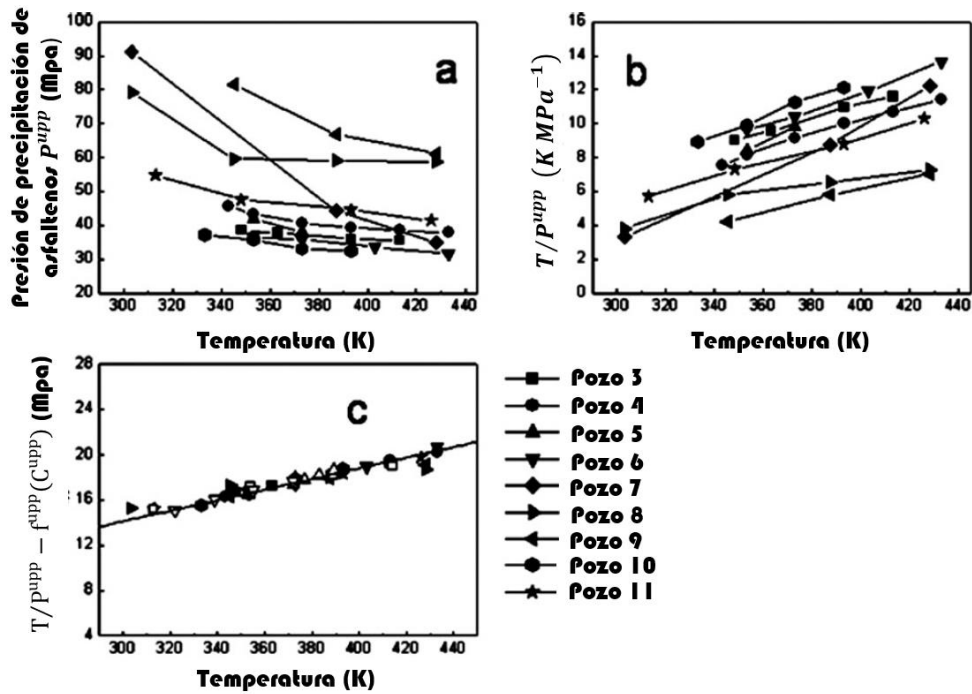 Presión de precipitación de
asfaltenos P^upp (Mpa)
100
90
80
70
60
50
40
30
20
a
300 320 340 360 380 400 420 440
Temperatura (K)
T/P^upp (K MPa⁻¹)
16
14
12
10
8
6
4
2
0
b
300 320 340 360 380 400 420 440
Temperatura (K)
T/P^upp − f^upp(C^upp) (Mpa)
28
24
20
16
12
8
4
c
300 320 340 360 380 400 420 440
Temperatura (K)
Pozo 3
Pozo 4
Pozo 5
Pozo 6
Pozo 7
Pozo 8
Pozo 9
Pozo 10
Pozo 11